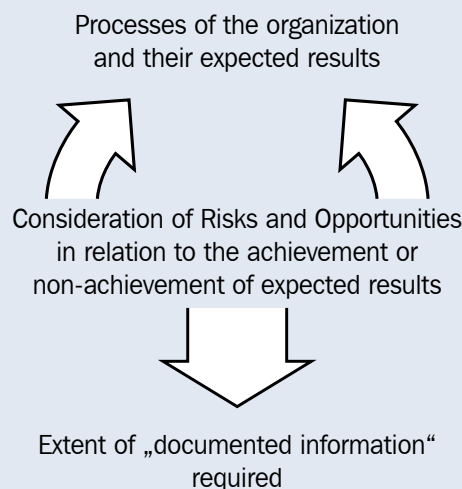 Processes of the organization
and their expected results
Consideration of Risks and Opportunities
in relation to the achievement or
non-achievement of expected results
Extent of „documented information“
required